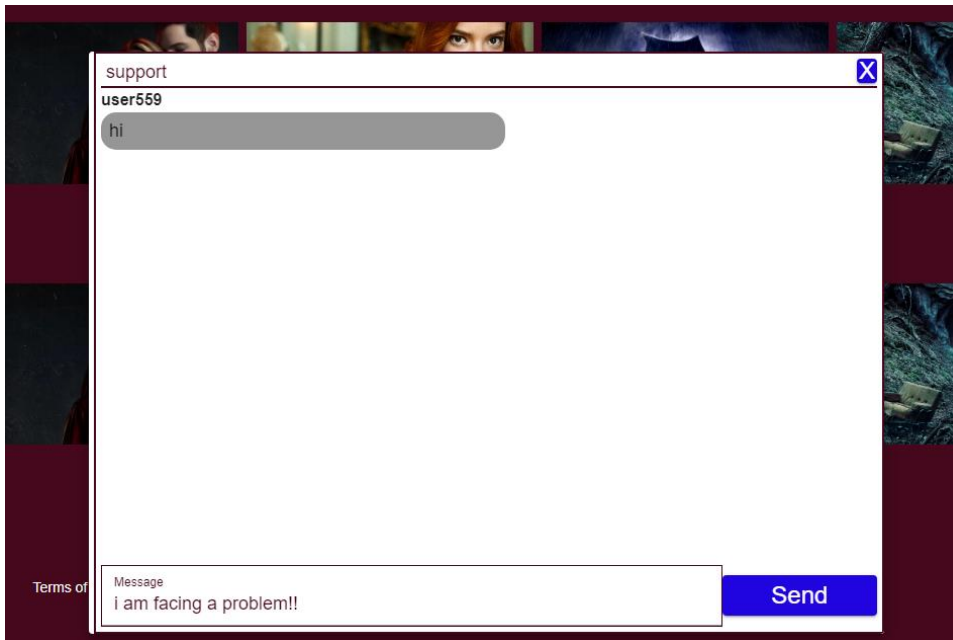 support
X
user559
hi
Terms of
Message
i am facing a problem!!
Send